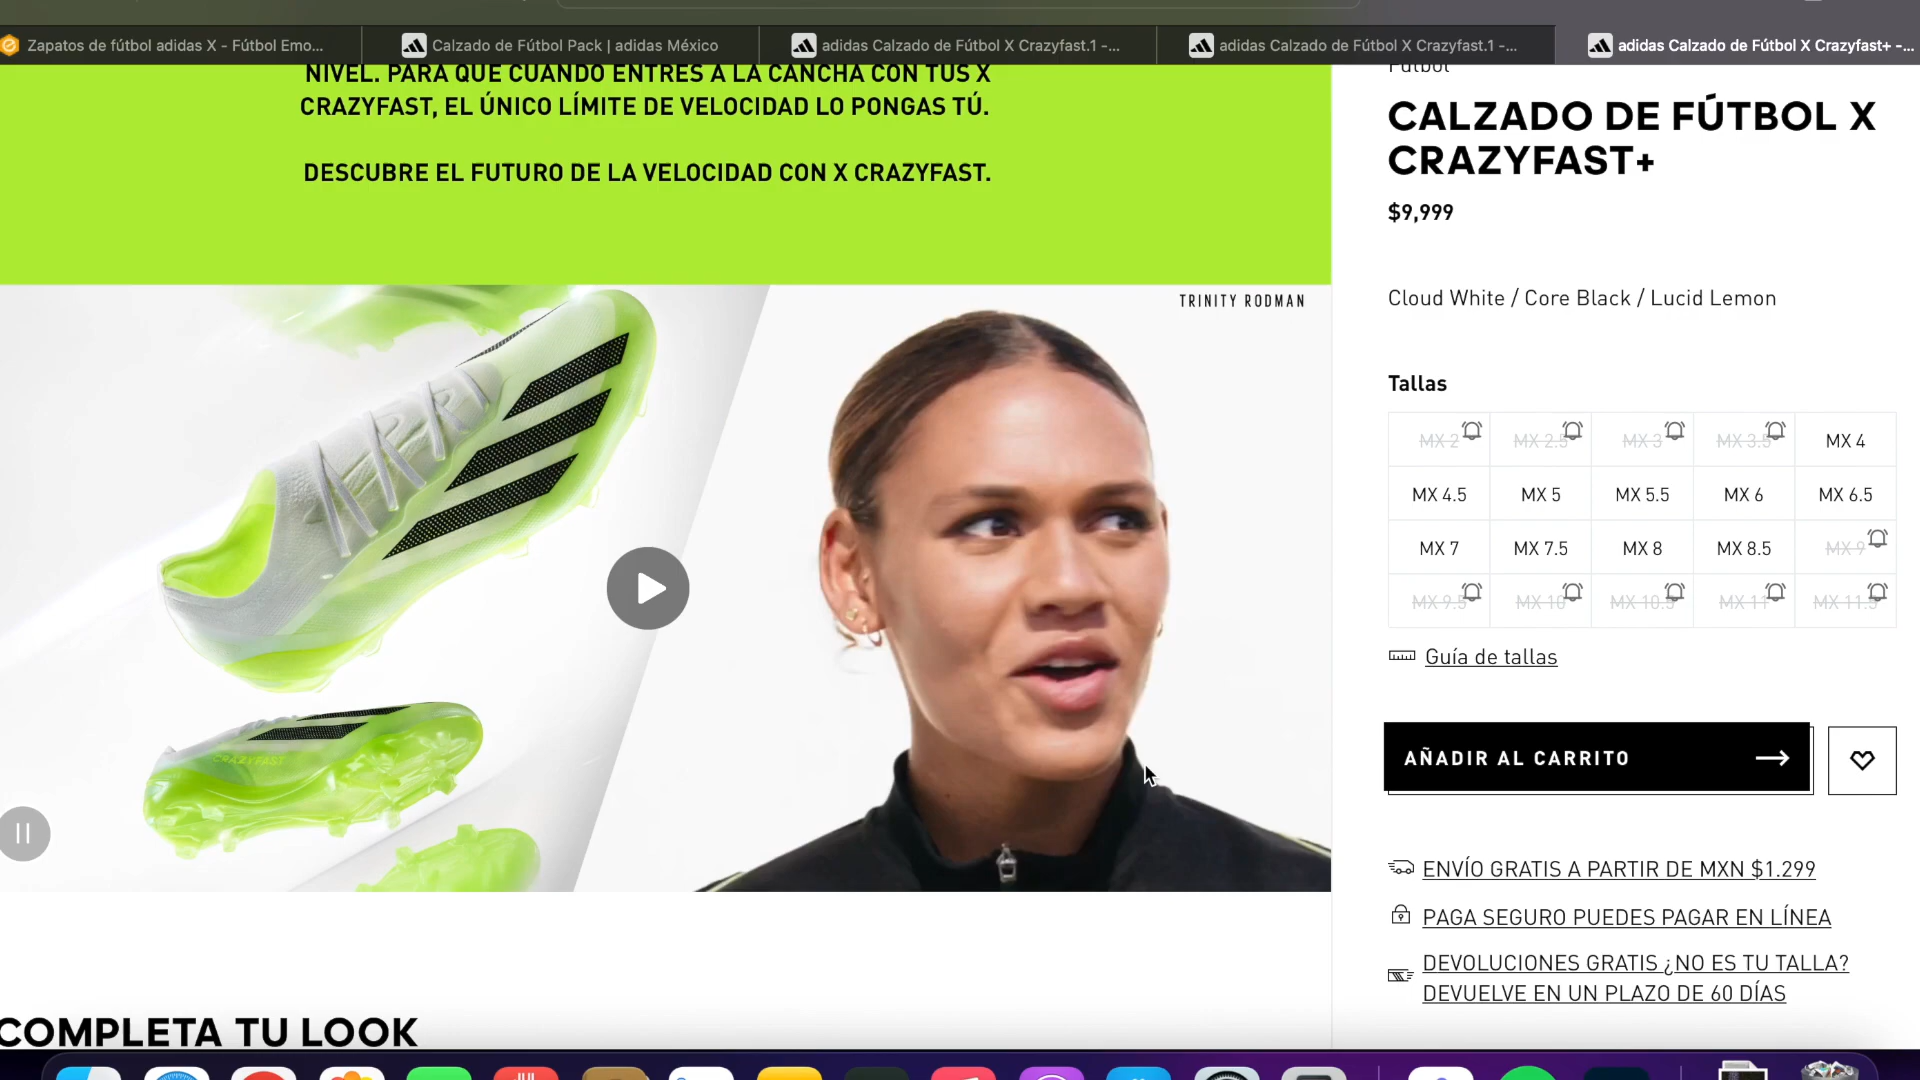 Zapatos de fútbol adidas X - Fútbol Emo...
Calzado de Fútbol Pack | adidas México
adidas Calzado de Fútbol X Crazyfast.1 -...
adidas Calzado de Fútbol X Crazyfast.1 -...
adidas Calzado de Fútbol X Crazyfast+ -...
NIVEL. PARA QUE CUANDO ENTRES A LA CANCHA CON TUS X
CRAZYFAST, EL ÚNICO LÍMITE DE VELOCIDAD LO PONGAS TÚ.
DESCUBRE EL FUTURO DE LA VELOCIDAD CON X CRAZYFAST.
TRINITY RODMAN
CRAZYFAST
COMPLETA TU LOOK
Fútbol
CALZADO DE FÚTBOL X
CRAZYFAST+
$9,999
Cloud White / Core Black / Lucid Lemon
Tallas
MX 2 MX 2.5 MX 3 MX 3.5 MX 4
MX 4.5 MX 5 MX 5.5 MX 6 MX 6.5
MX 7 MX 7.5 MX 8 MX 8.5 MX 9
MX 9.5 MX 10 MX 10.5 MX 11 MX 11.5
Guía de tallas
AÑADIR AL CARRITO
ENVÍO GRATIS A PARTIR DE MXN $1.299
PAGA SEGURO PUEDES PAGAR EN LÍNEA
DEVOLUCIONES GRATIS ¿NO ES TU TALLA?
DEVUELVE EN UN PLAZO DE 60 DÍAS